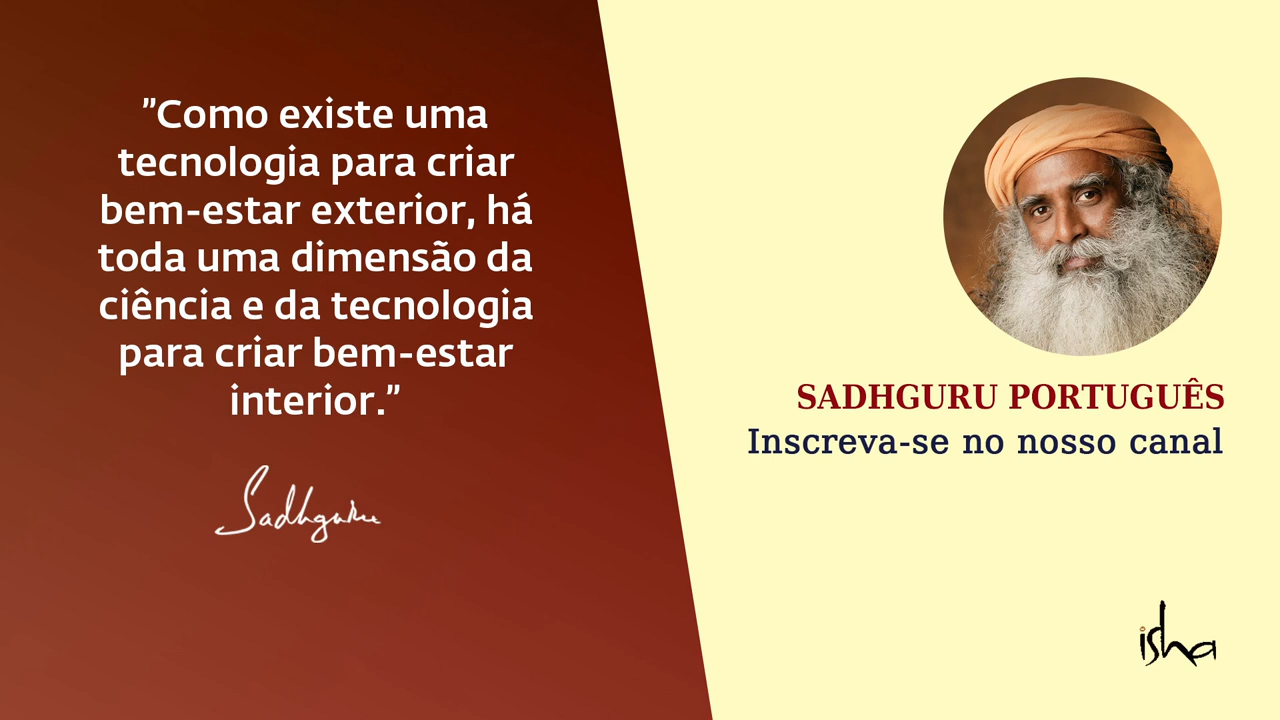 "Como existe uma
tecnologia para criar
bem-estar exterior, há
toda uma dimensão da
ciência e da tecnologia
para criar bem-estar
interior."
Sadhguru
SADHGURU PORTUGUÊS
Inscreva-se no nosso canal
isha